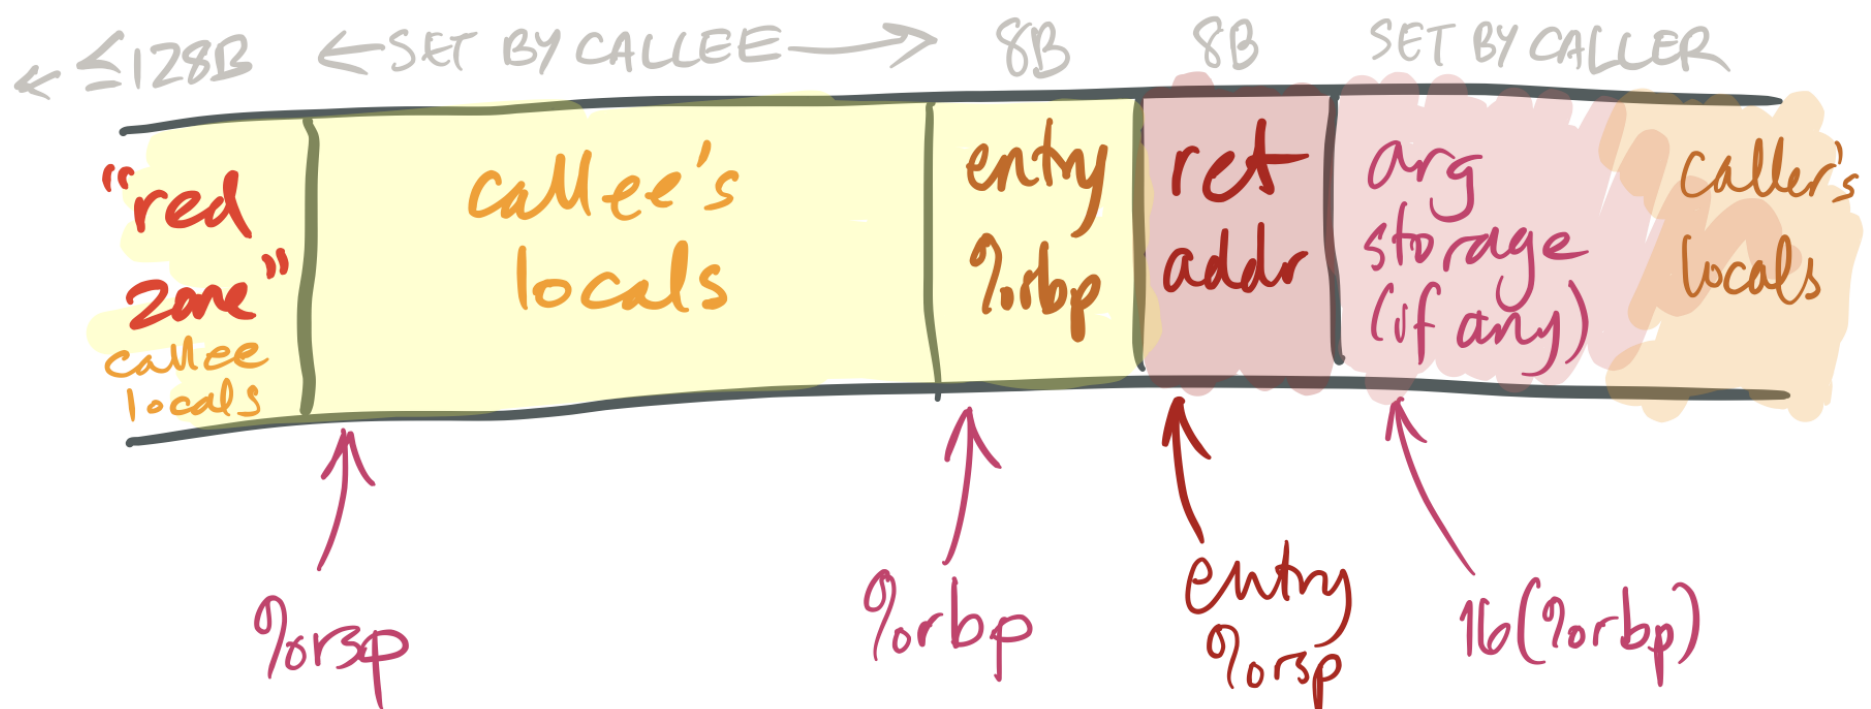 ≤128B
SET BY CALLEE
8B
8B
SET BY CALLER
"red
zone"
callee
locals
callee's
locals
entry
%rbp
ret
addr
arg
storage
(if any)
caller's
locals
%rsp
%rbp
entry
%rsp
16(%rbp)